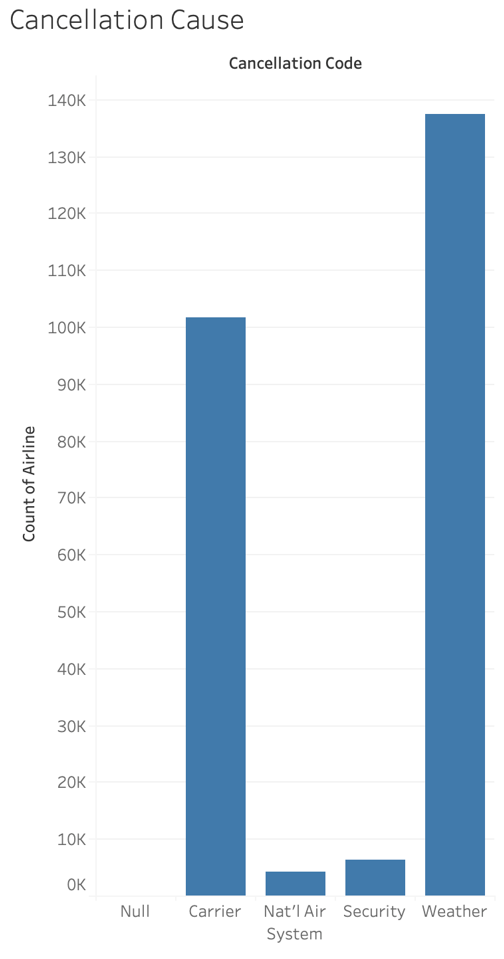 Cancellation Cause
Cancellation Code
140K
130K
120K
110K
100K
90K
80K
70K
60K
50K
40K
30K
20K
10K
0K
Count of Airline
Null
Carrier
Nat'l Air
System
Security
Weather